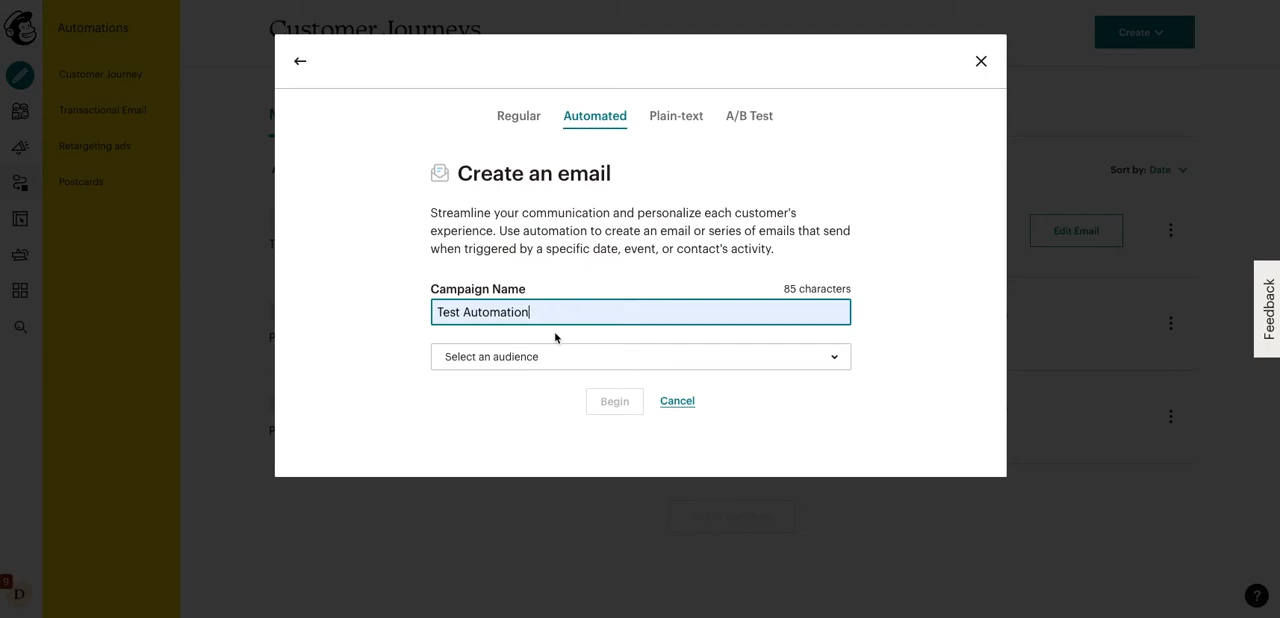 Automations
Customer Journeys
Create
Customer Journey
Transactional Email
Retargeting ads
Postcards
Regular Automated Plain-text A/B Test
Create an email
Streamline your communication and personalize each customer's
experience. Use automation to create an email or series of emails that send
when triggered by a specific date, event, or contact's activity.
Campaign Name 85 characters
Test Automation
Select an audience
Begin Cancel
Sort by: Date
Edit Email
Feedback
9
D
?